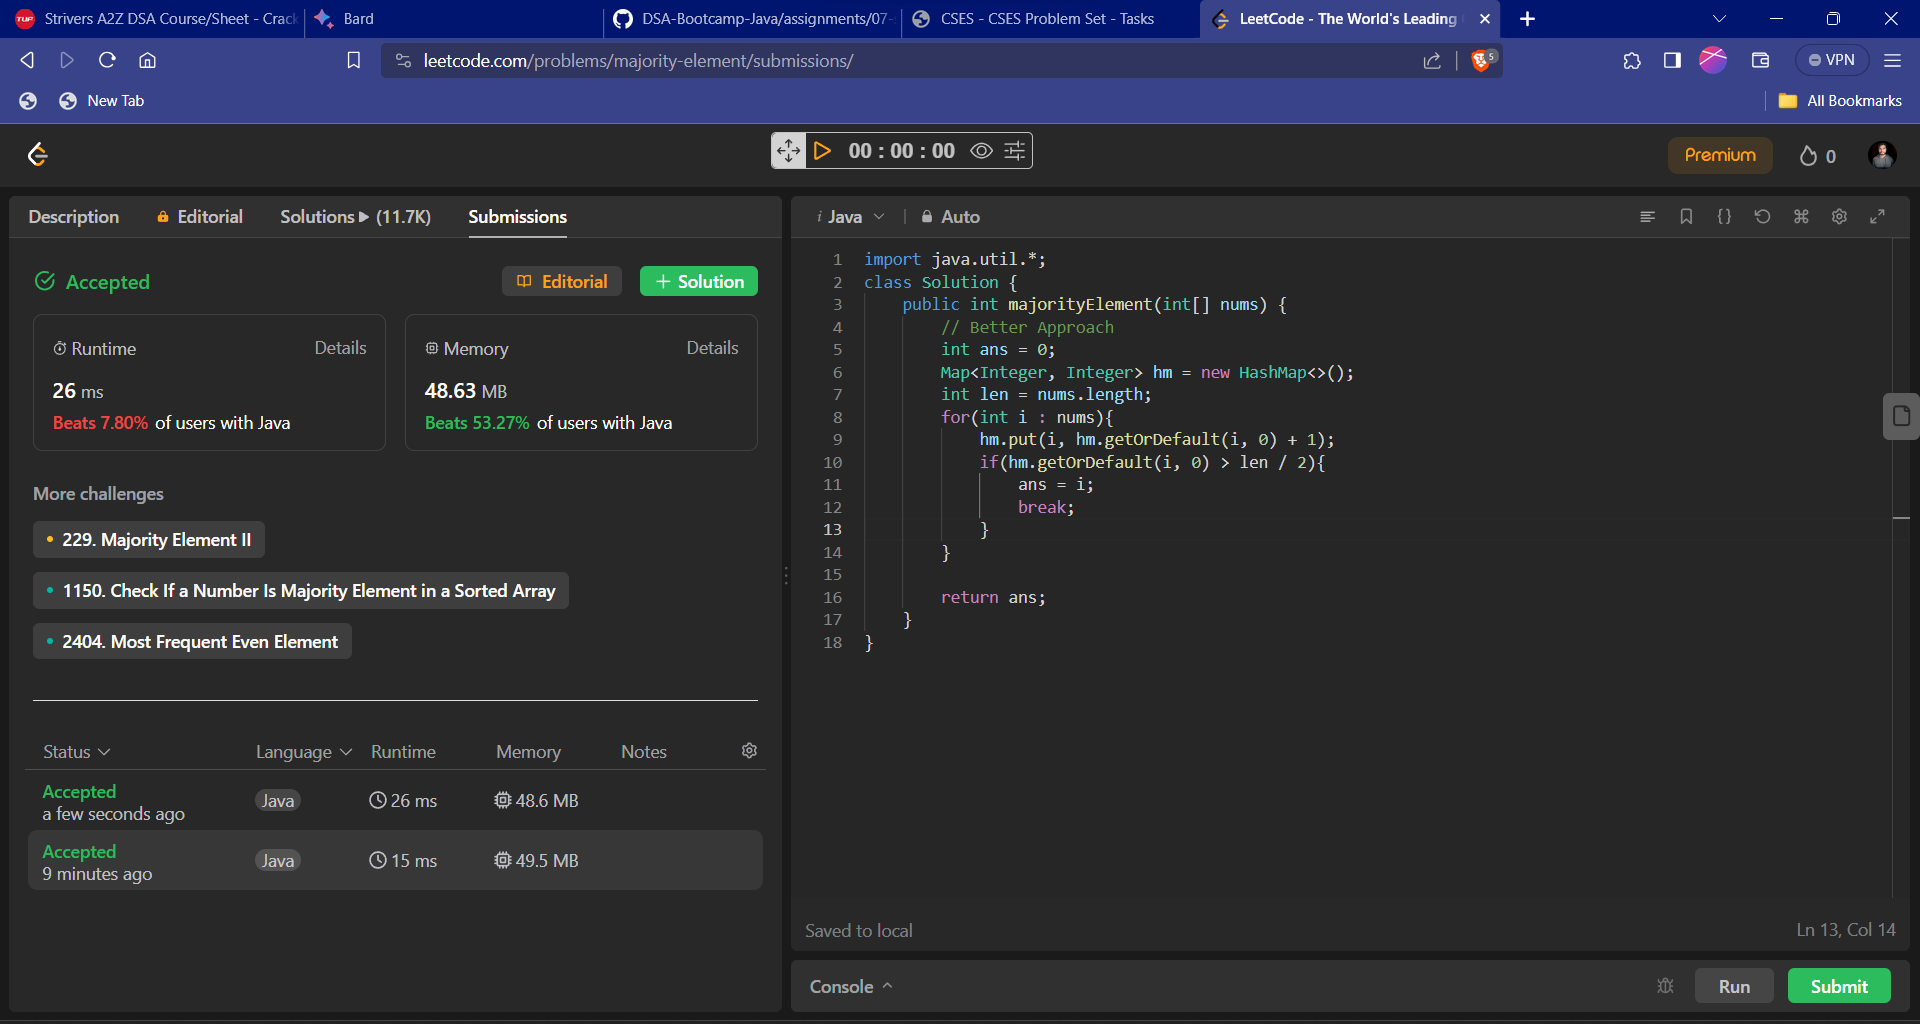 TUF Strivers A2Z DSA Course/Sheet - Crack
Bard
DSA-Bootcamp-Java/assignments/07-
CSES - CSES Problem Set - Tasks
LeetCode - The World's Leading
leetcode.com/problems/majority-element/submissions/
5
VPN
New Tab
All Bookmarks
00 : 00 : 00
Premium
0
Description
Editorial
Solutions (11.7K)
Submissions
Accepted
Editorial
+ Solution
Runtime
Details
26 ms
Beats 7.80% of users with Java
Memory
Details
48.63 MB
Beats 53.27% of users with Java
More challenges
229. Majority Element II
1150. Check If a Number Is Majority Element in a Sorted Array
2404. Most Frequent Even Element
Status Language Runtime Memory Notes
Accepted
a few seconds ago
Java
26 ms
48.6 MB
Accepted
9 minutes ago
Java
15 ms
49.5 MB
i Java
Auto
{}
1 import java.util.*;
2 class Solution {
3     public int majorityElement(int[] nums) {
4         // Better Approach
5         int ans = 0;
6         Map<Integer, Integer> hm = new HashMap<>();
7         int len = nums.length;
8         for(int i : nums){
9             hm.put(i, hm.getOrDefault(i, 0) + 1);
10             if(hm.getOrDefault(i, 0) > len / 2){
11                 ans = i;
12                 break;
13             }
14         }
15
16         return ans;
17     }
18 }
Saved to local
Ln 13, Col 14
Console
Run
Submit